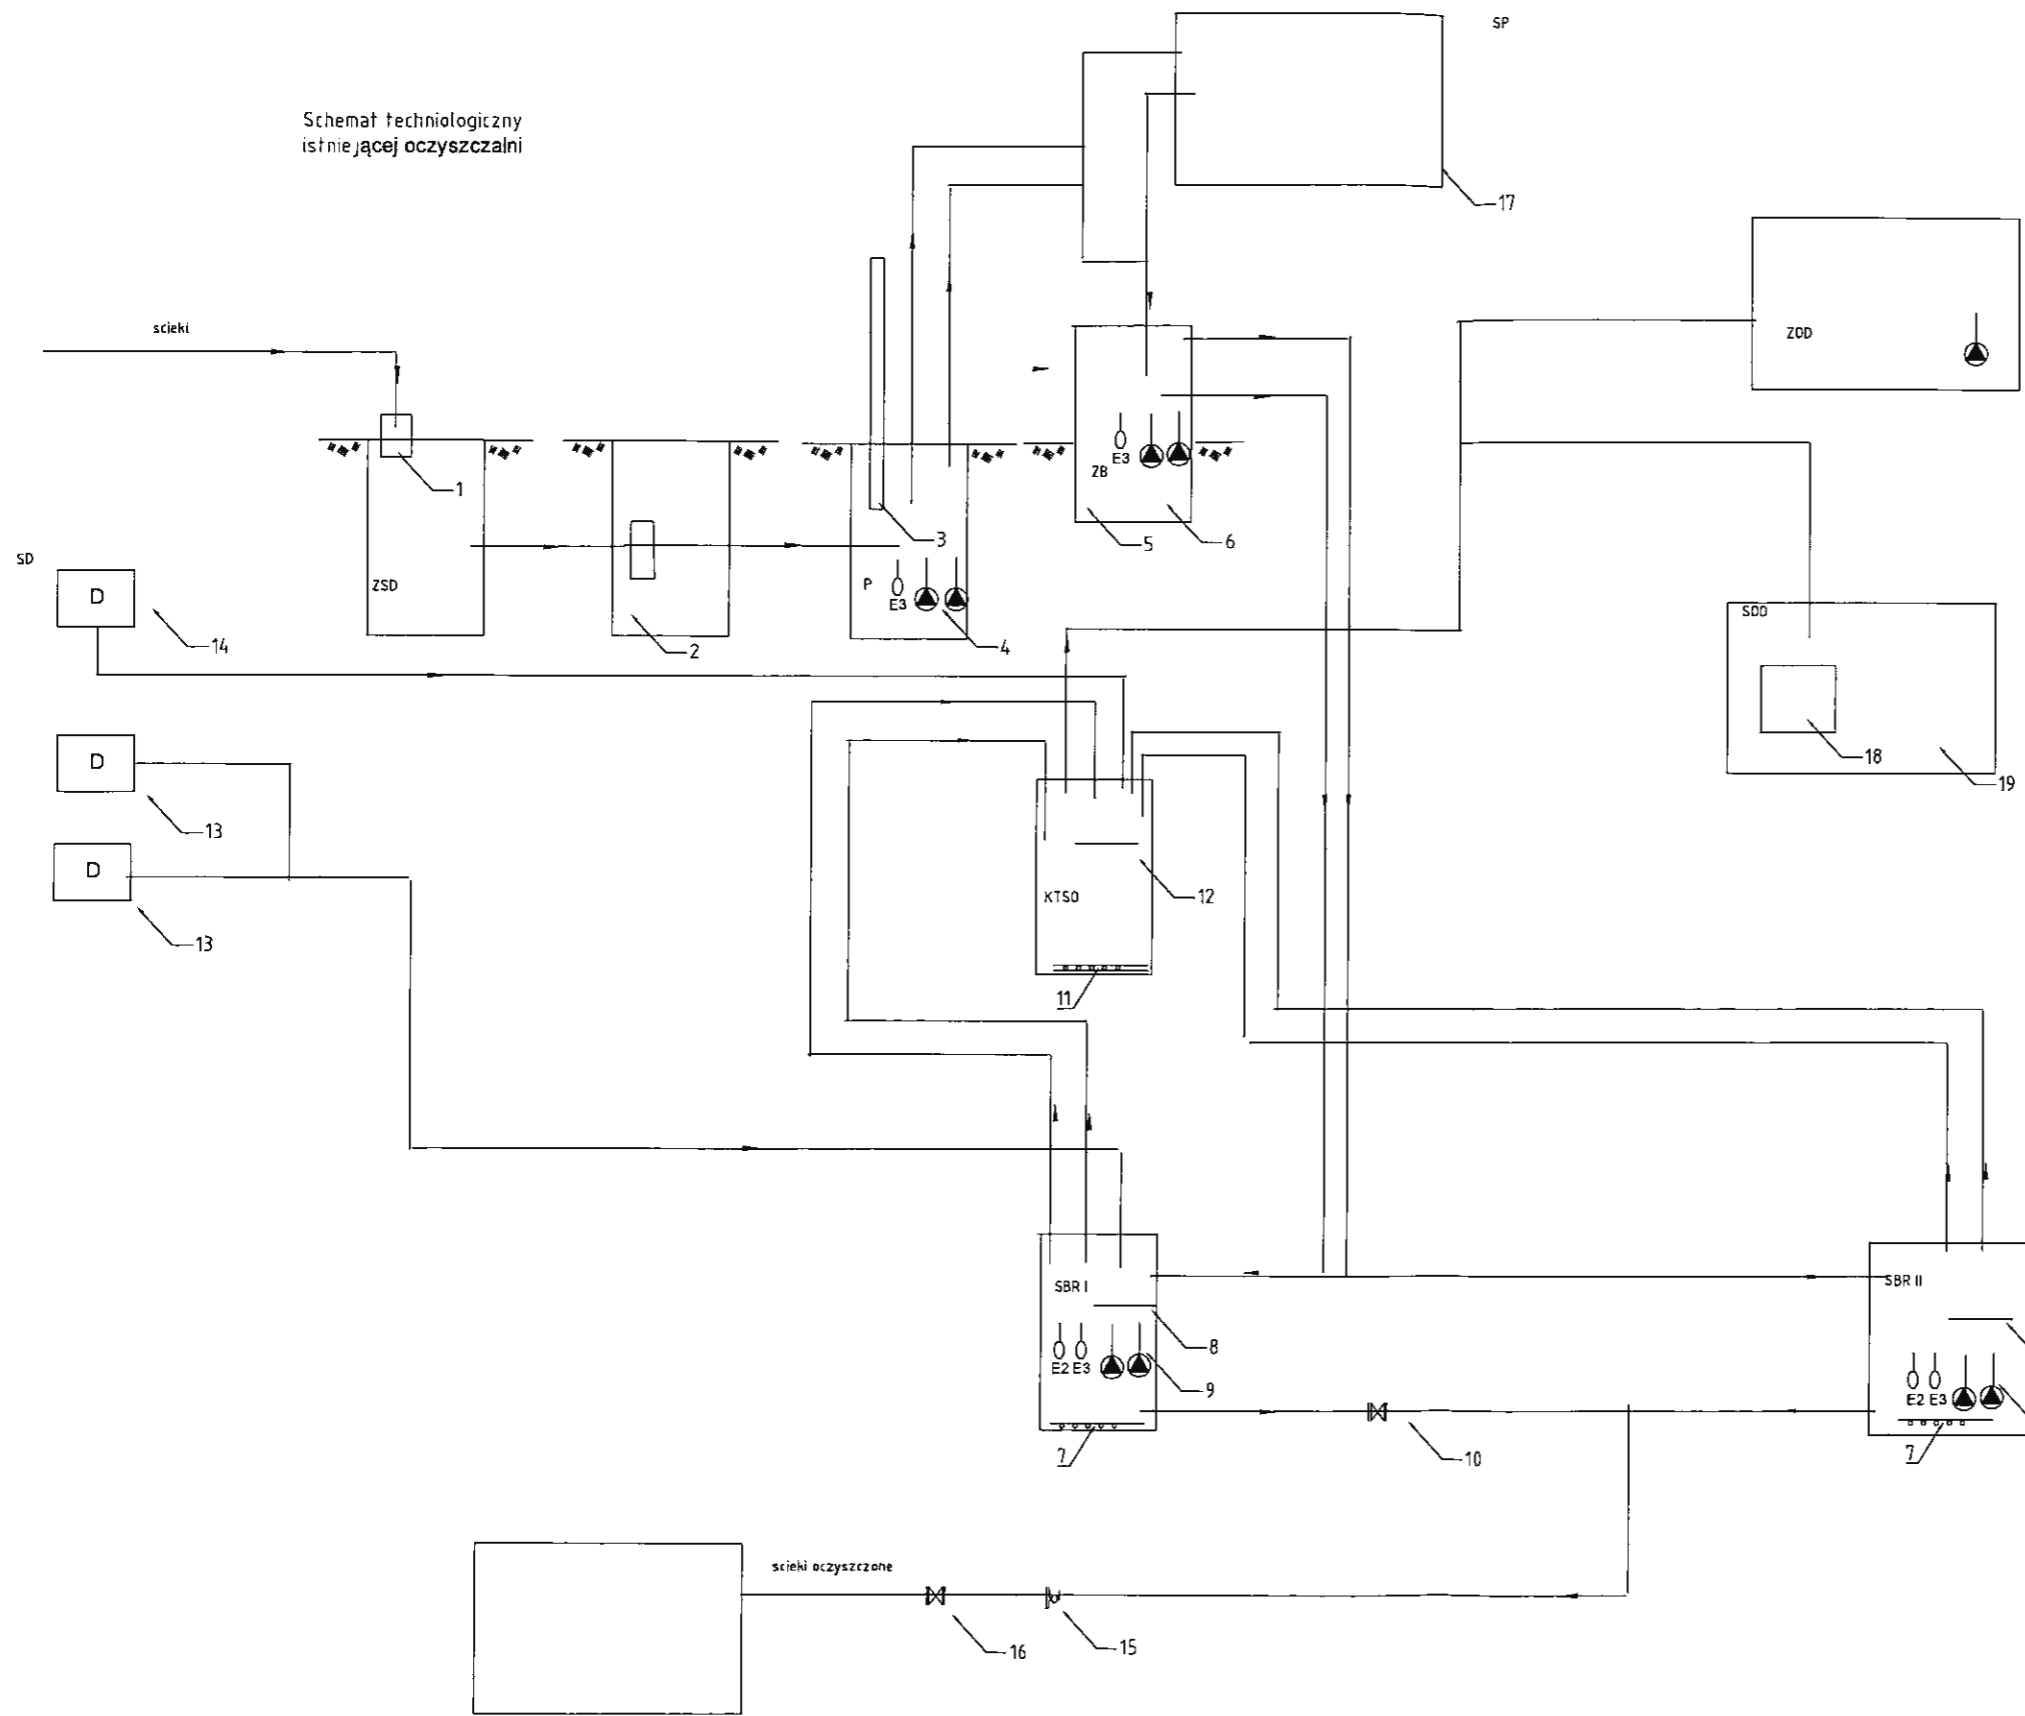 SP
Schemat techniologiczny
istniejącej oczyszczalni
17
scieki
ZOD
E3
ZB
1
3
5
6
SD
D
ZSD
P
E3
SDD
14
2
4
D
18
19
13
D
12
KTSO
13
11
SBR I
SBR II
8
E2 E3
9
E2 E3
7
10
7
scieki oczyszczone
16
15